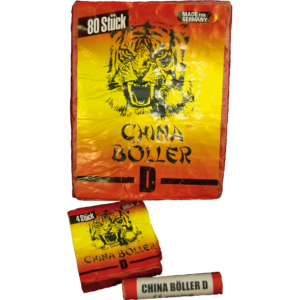 80 Stück
MADE FOR
GERMANY
CHINA
BÖLLER
D
4 Stück
CHINA
BÖLLER
D
CHINA BÖLLER D